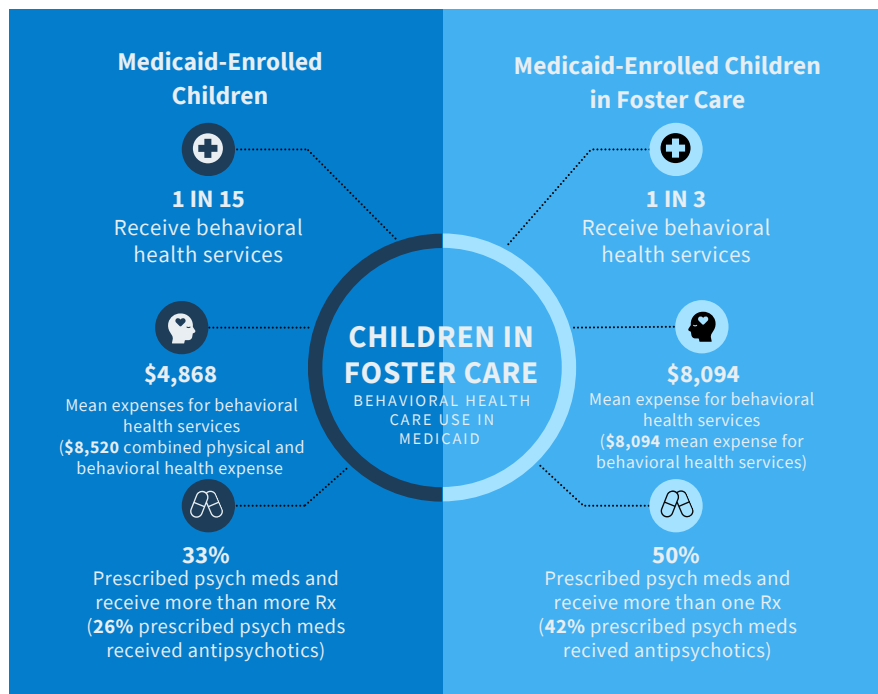 Medicaid-Enrolled
Children
1 IN 15
Receive behavioral
health services
$4,868
Mean expenses for behavioral
health services
($8,520 combined physical and
behavioral health expense
33%
Prescribed psych meds and
receive more than more Rx
(26% prescribed psych meds
received antipsychotics)
CHILDREN IN
FOSTER CARE
BEHAVIORAL HEALTH
CARE USE IN
MEDICAID
Medicaid-Enrolled Children
in Foster Care
1 IN 3
Receive behavioral
health services
$8,094
Mean expense for behavioral
health services
($8,094 mean expense for
behavioral health services)
50%
Prescribed psych meds and
receive more than one Rx
(42% prescribed psych meds
recived antipsychotics)